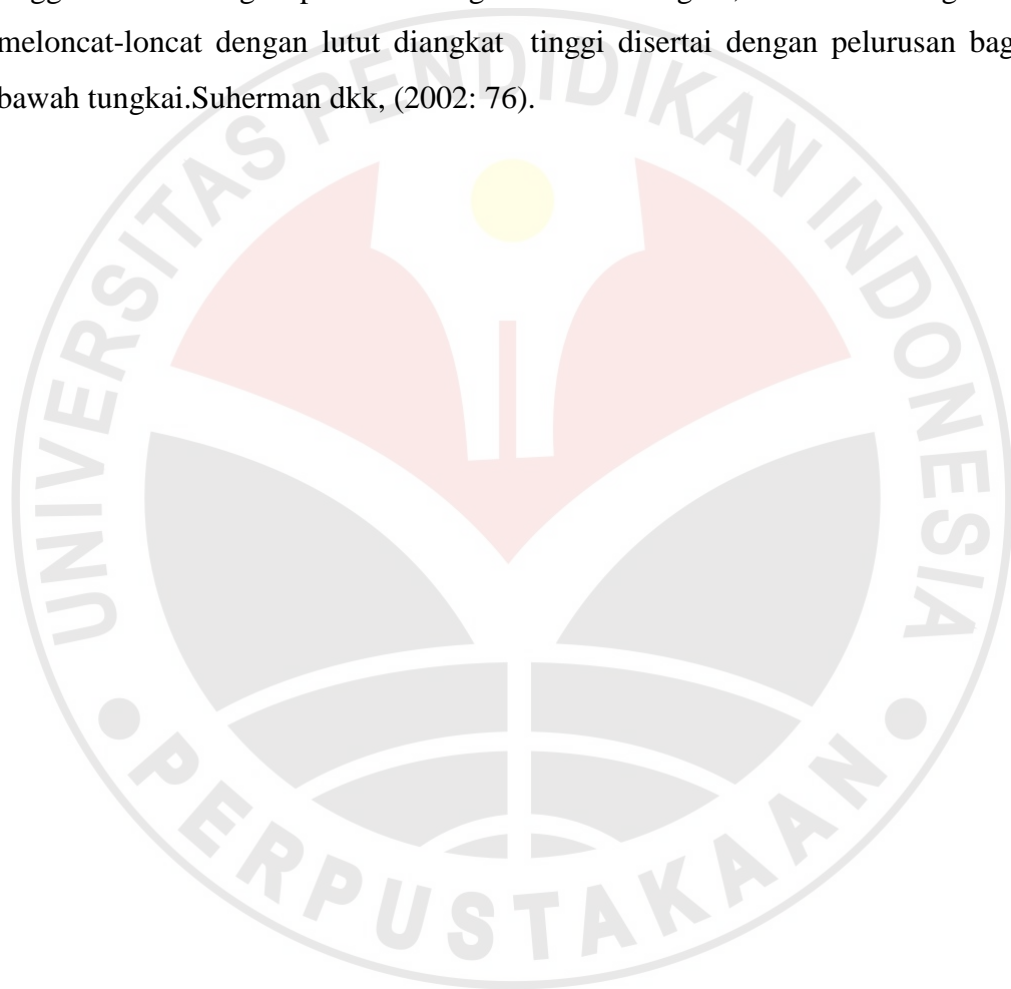 meloncat-loncat dengan lutut diangkat tinggi disertai dengan pelurusan bag
bawah tungkai.Suherman dkk, (2002: 76).
UNIVERSITAS PENDIDIKAN INDONESIA
• PERPUSTAKAAN •